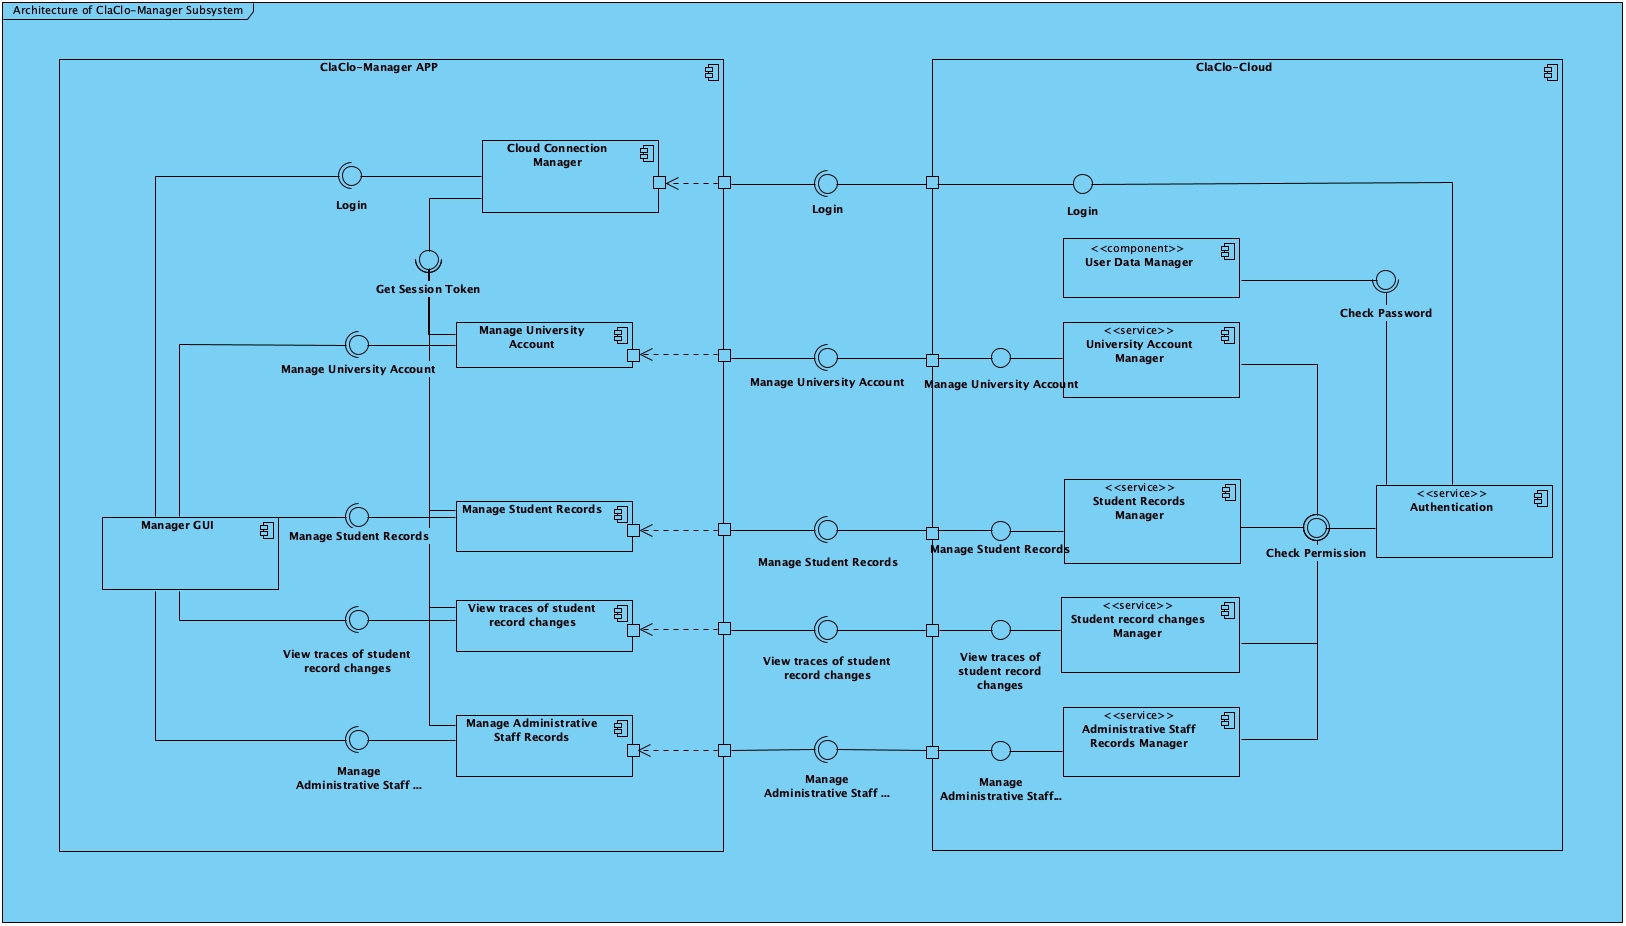 Architecture of ClaClo-Manager Subsystem
ClaClo-Manager APP
ClaClo-Cloud
Cloud Connection
Manager
Login
Login
Login
<<component>>
User Data Manager
Get Session Token
Check Password
Manage University
Account
<<service>>
University Account
Manager
Manage University Account
Manage University Account
Manage University Account
<<service>>
Student Records
Manager
<<service>>
Authentication
Manage Student Records
Manager GUI
Manage Student Records
Manage Student Records
Manage Student Records
Check Permission
View traces of student
record changes
<<service>>
Student record changes
Manager
View traces of student
record changes
View traces of student
record changes
View traces of
student record
changes
Manage Administrative
Staff Records
<<service>>
Administrative Staff
Records Manager
Manage
Administrative Staff ...
Manage
Administrative Staff ...
Manage
Administrative Staff...